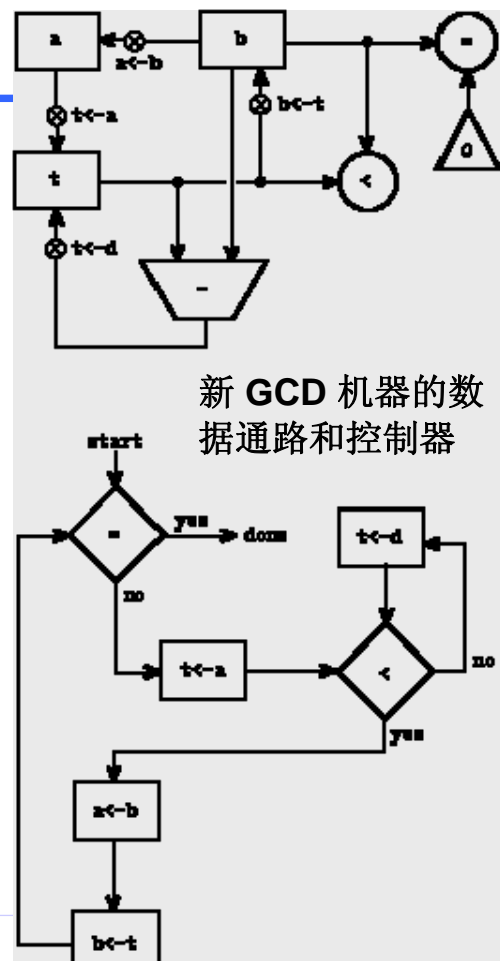 a
b
=
a<-b
t<-a
b<-t
0
t
<
t<-d
-
新 GCD 机器的数
据通路和控制器
start
=
yes
done
t<-d
no
t<-a
<
no
yes
a<-b
b<-t